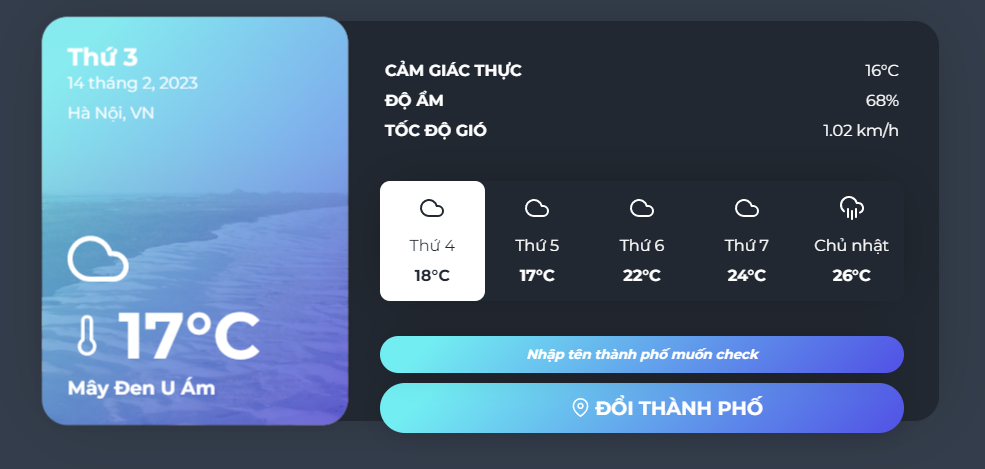 Thứ 3
14 tháng 2, 2023
Hà Nội, VN
17°C
Mây Đen U Ám
CẢM GIÁC THỰC 16°C
ĐỘ ẨM 68%
TỐC ĐỘ GIÓ 1.02 km/h
Thứ 4 Thứ 5 Thứ 6 Thứ 7 Chủ nhật
18°C 17°C 22°C 24°C 26°C
Nhập tên thành phố muốn check
ĐỔI THÀNH PHỐ